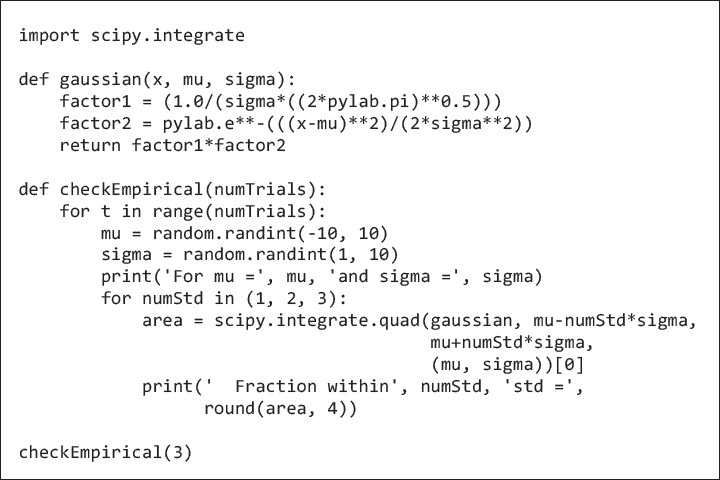 import scipy.integrate

def gaussian(x, mu, sigma):
    factor1 = (1.0/(sigma*((2*pylab.pi)**0.5)))
    factor2 = pylab.e**-(((x-mu)**2)/(2*sigma**2))
    return factor1*factor2

def checkEmpirical(numTrials):
    for t in range(numTrials):
        mu = random.randint(-10, 10)
        sigma = random.randint(1, 10)
        print('For mu =', mu, 'and sigma =', sigma)
        for numStd in (1, 2, 3):
            area = scipy.integrate.quad(gaussian, mu-numStd*sigma,
                                        mu+numStd*sigma,
                                        (mu, sigma))[0]
            print('  Fraction within', numStd, 'std =',
                  round(area, 4))

checkEmpirical(3)